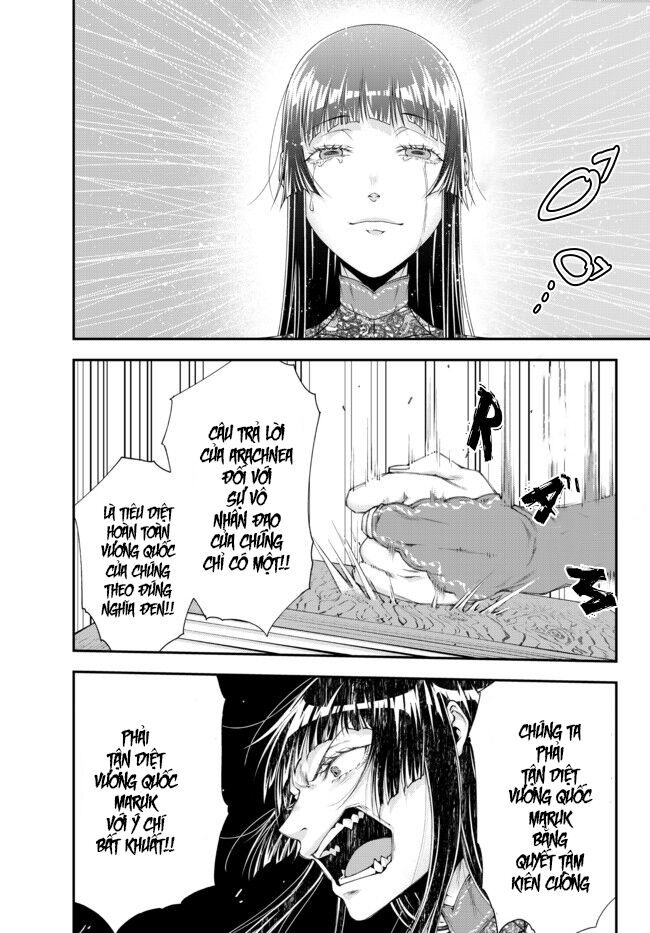 CÂU TRẢ LỜI
CỦA ARACHNEA
ĐỐI VỚI
SỰ VÔ
NHÂN ĐẠO
CỦA CHÚNG
CHỈ CÓ MỘT!!
LÀ TIÊU DIỆT
HOÀN TOÀN
VƯƠNG QUỐC
CỦA CHÚNG
THEO ĐÚNG
NGHĨA ĐEN!!
RẦM
CHÚNG TA
PHẢI
TẬN DIỆT
VƯƠNG QUỐC
MARUK
BẰNG
QUYẾT TÂM
KIÊN CƯỜNG
PHẢI
TẬN DIỆT
VƯƠNG QUỐC
MARUK
VỚI Ý CHÍ
BẤT KHUẤT!!